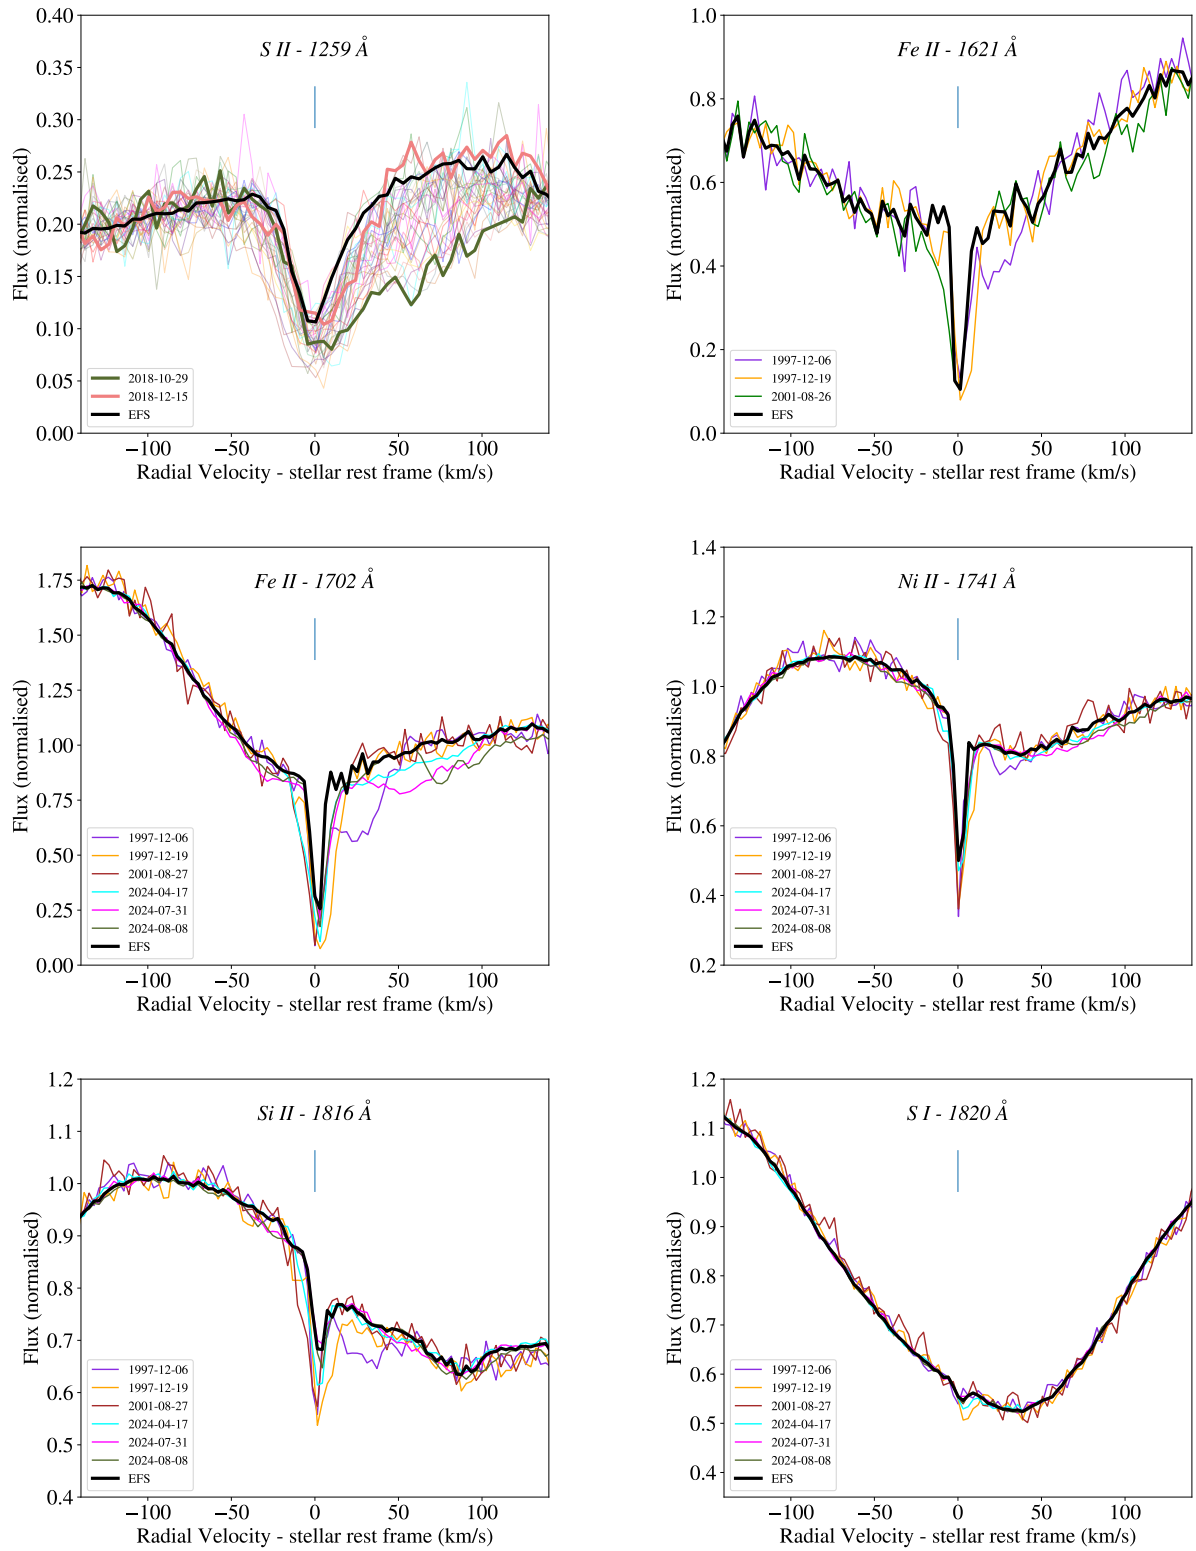 S II - 1259 Å
0.40
0.35
0.30
0.25
0.20
0.15
0.10
0.05
0.00
Flux (normalised)
2018-10-29
2018-12-15
EFS
−100 −50 0 50 100
Radial Velocity - stellar rest frame (km/s)
Fe II - 1621 Å
1.0
0.8
0.6
0.4
0.2
0.0
Flux (normalised)
1997-12-06
1997-12-19
2001-08-26
EFS
−100 −50 0 50 100
Radial Velocity - stellar rest frame (km/s)
Fe II - 1702 Å
1.75
1.50
1.25
1.00
0.75
0.50
0.25
0.00
Flux (normalised)
1997-12-06
1997-12-19
2001-08-27
2024-04-17
2024-07-31
2024-08-08
EFS
−100 −50 0 50 100
Radial Velocity - stellar rest frame (km/s)
Ni II - 1741 Å
1.4
1.2
1.0
0.8
0.6
0.4
0.2
Flux (normalised)
1997-12-06
1997-12-19
2001-08-27
2024-04-17
2024-07-31
2024-08-08
EFS
−100 −50 0 50 100
Radial Velocity - stellar rest frame (km/s)
Si II - 1816 Å
1.2
1.1
1.0
0.9
0.8
0.7
0.6
0.5
0.4
Flux (normalised)
1997-12-06
1997-12-19
2001-08-27
2024-04-17
2024-07-31
2024-08-08
EFS
−100 −50 0 50 100
Radial Velocity - stellar rest frame (km/s)
S I - 1820 Å
1.2
1.1
1.0
0.9
0.8
0.7
0.6
0.5
0.4
Flux (normalised)
1997-12-06
1997-12-19
2001-08-27
2024-04-17
2024-07-31
2024-08-08
EFS
−100 −50 0 50 100
Radial Velocity - stellar rest frame (km/s)